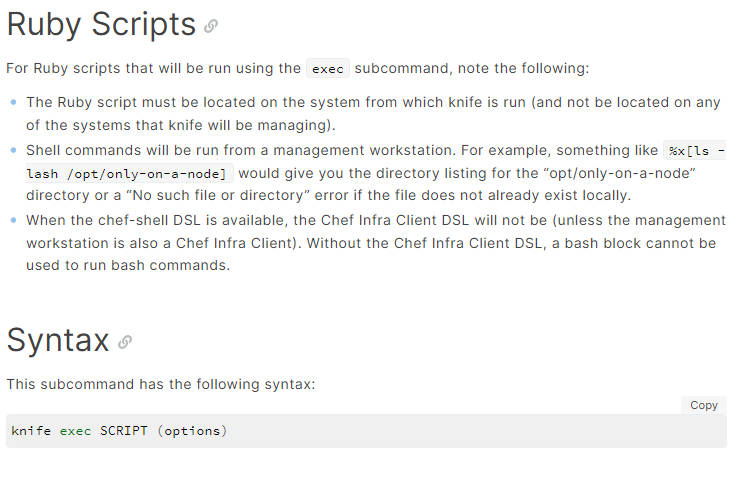 Ruby Scripts
For Ruby scripts that will be run using the exec subcommand, note the following:
The Ruby script must be located on the system from which knife is run (and not be located on any
of the systems that knife will be managing).
Shell commands will be run from a management workstation. For example, something like %x[ls -
lash /opt/only-on-a-node] would give you the directory listing for the “opt/only-on-a-node”
directory or a “No such file or directory” error if the file does not already exist locally.
When the chef-shell DSL is available, the Chef Infra Client DSL will not be (unless the management
workstation is also a Chef Infra Client). Without the Chef Infra Client DSL, a bash block cannot be
used to run bash commands.
Syntax
This subcommand has the following syntax:
Copy
knife exec SCRIPT (options)